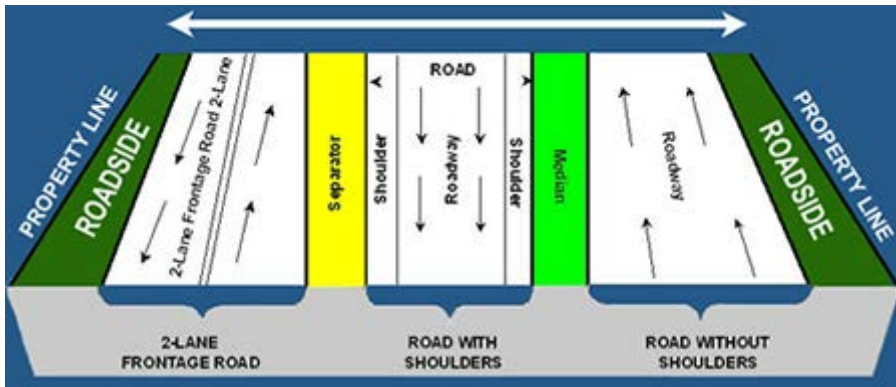 PROPERTY LINE
ROADSIDE
2-Lane Frontage Road 2-Lane
Separator
Shoulder
ROAD
Roadway
Shoulder
Median
Roadway
ROADSIDE
PROPERTY LINE
2-LANE
FRONTAGE ROAD
ROAD WITH
SHOULDERS
ROAD WITHOUT
SHOULDERS